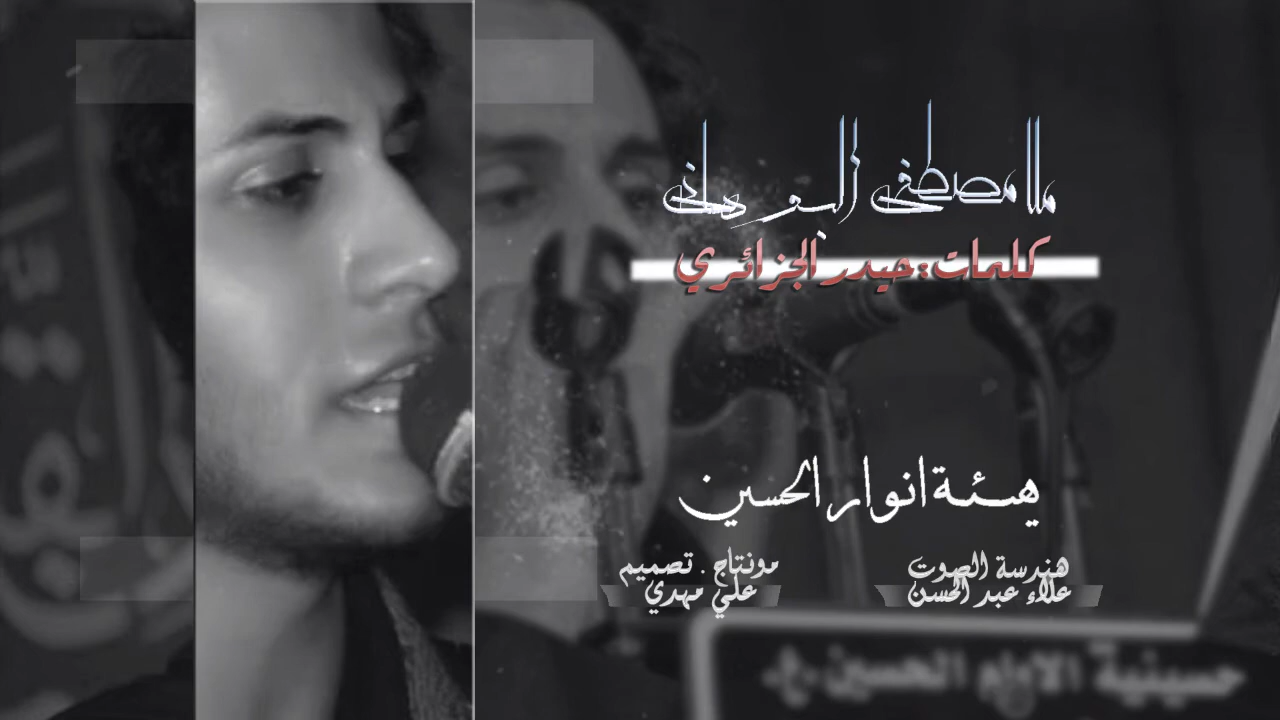 ملا مصطفى السوداني
كلمات : حيدر الجزائري
هيئة انوار الحسين
هندسة الصوت
علاء عبد الحسن
مونتاج . تصميم
علي مهدي
حسينية الامام الحسين